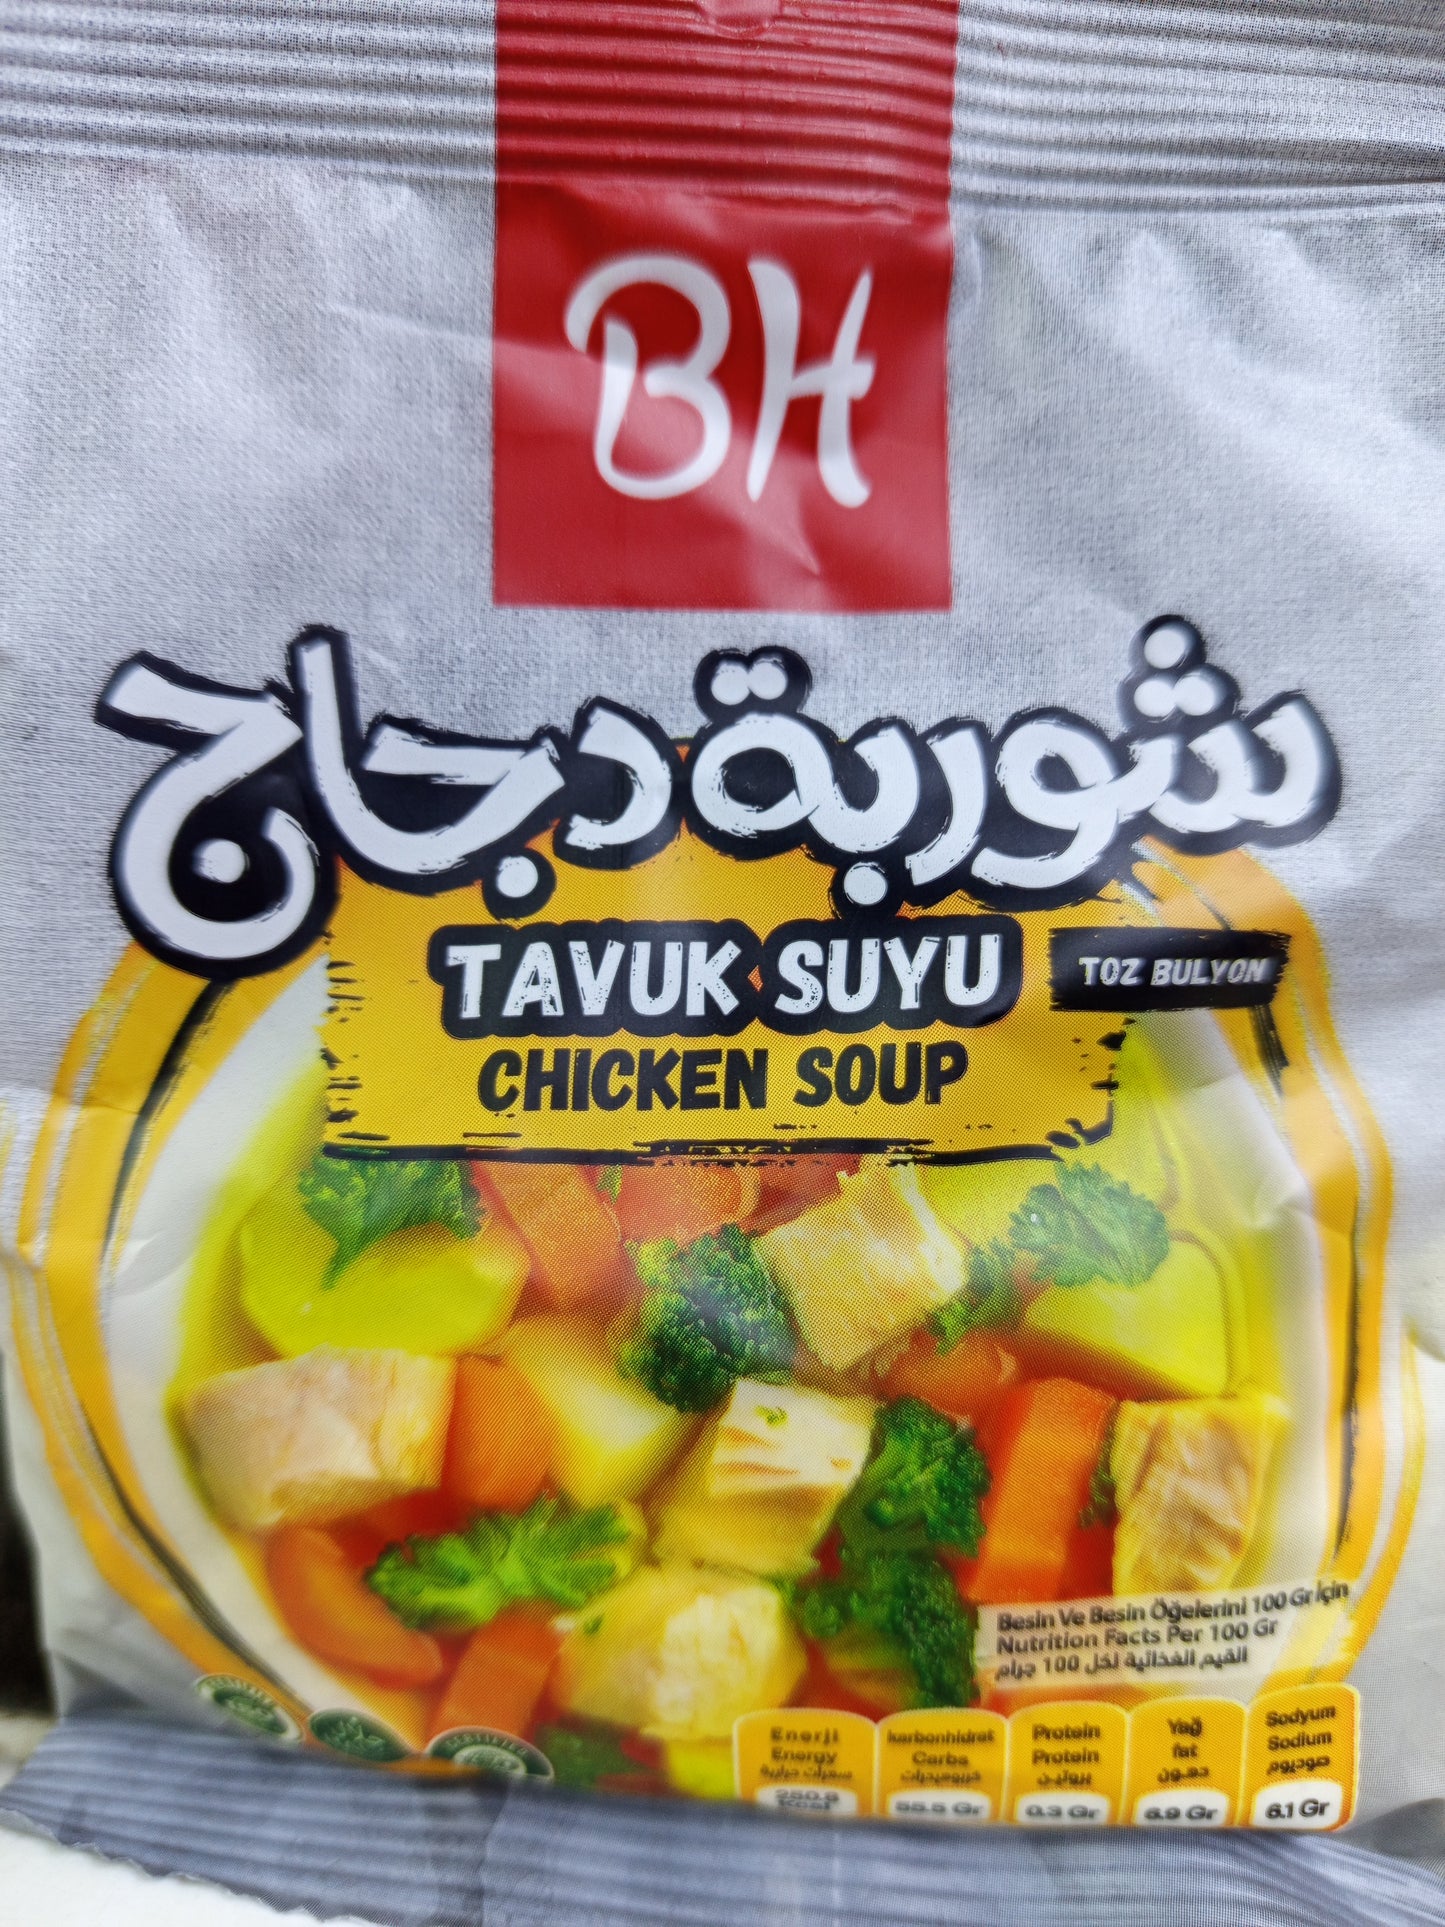 BH
شوربة دجاج
TAVUK SUYU
TOZ BULYON
CHICKEN SOUP
Besin Ve Besin Öğelerini 100 Gr İçin
Nutrition Facts Per 100 Gr
القيم الغذائية لكل 100 جرام
Enerji
Energy
سعرات حرارية
Kcal
karbonhidrat
Carbs
كربوهيدرات
55.5 Gr
Protein
Protein
بروتين
0.3 Gr
Yağ
fat
دهون
6.9 Gr
Sodyum
Sodium
صوديوم
6.1 Gr
CERTIFIED